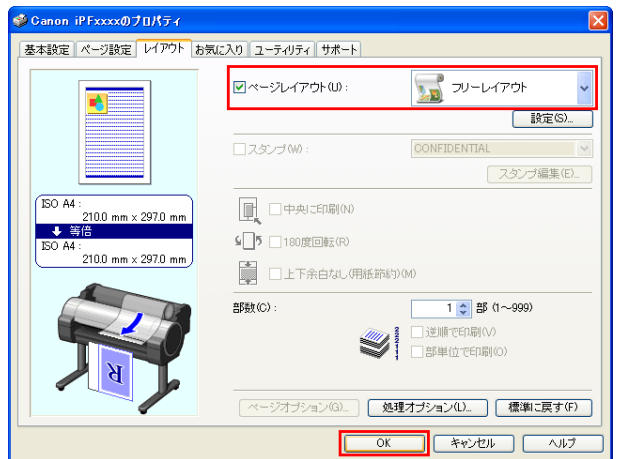 Canon iPFxxxxのプロパティ
基本設定 ページ設定 レイアウト お気に入り ユーティリティ サポート
ページレイアウト(U) : フリーレイアウト
設定(S)...
スタンプ(W) : CONFIDENTIAL
スタンプ編集(E)...
ISO A4 :
210.0 mm x 297.0 mm
等倍
ISO A4 :
210.0 mm x 297.0 mm
中央に印刷(N)
180度回転(R)
上下余白なし(用紙節約)(M)
部数(C) : 1 部 (1～999)
逆順で印刷(V)
部単位で印刷(O)
ページオプション(G)... 処理オプション(L)... 標準に戻す(F)
OK キャンセル ヘルプ